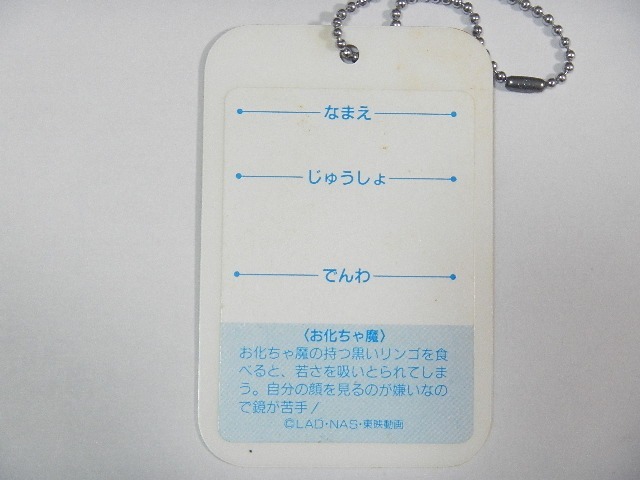 なまえ
じゅうしょ
でんわ
〈お化ちゃ魔〉
お化ちゃ魔の持つ黒いリンゴを食
べると、若さを吸いとられてしま
う。自分の顔を見るのが嫌いなの
で鏡が苦手!
©LAD・NAS・東映動画